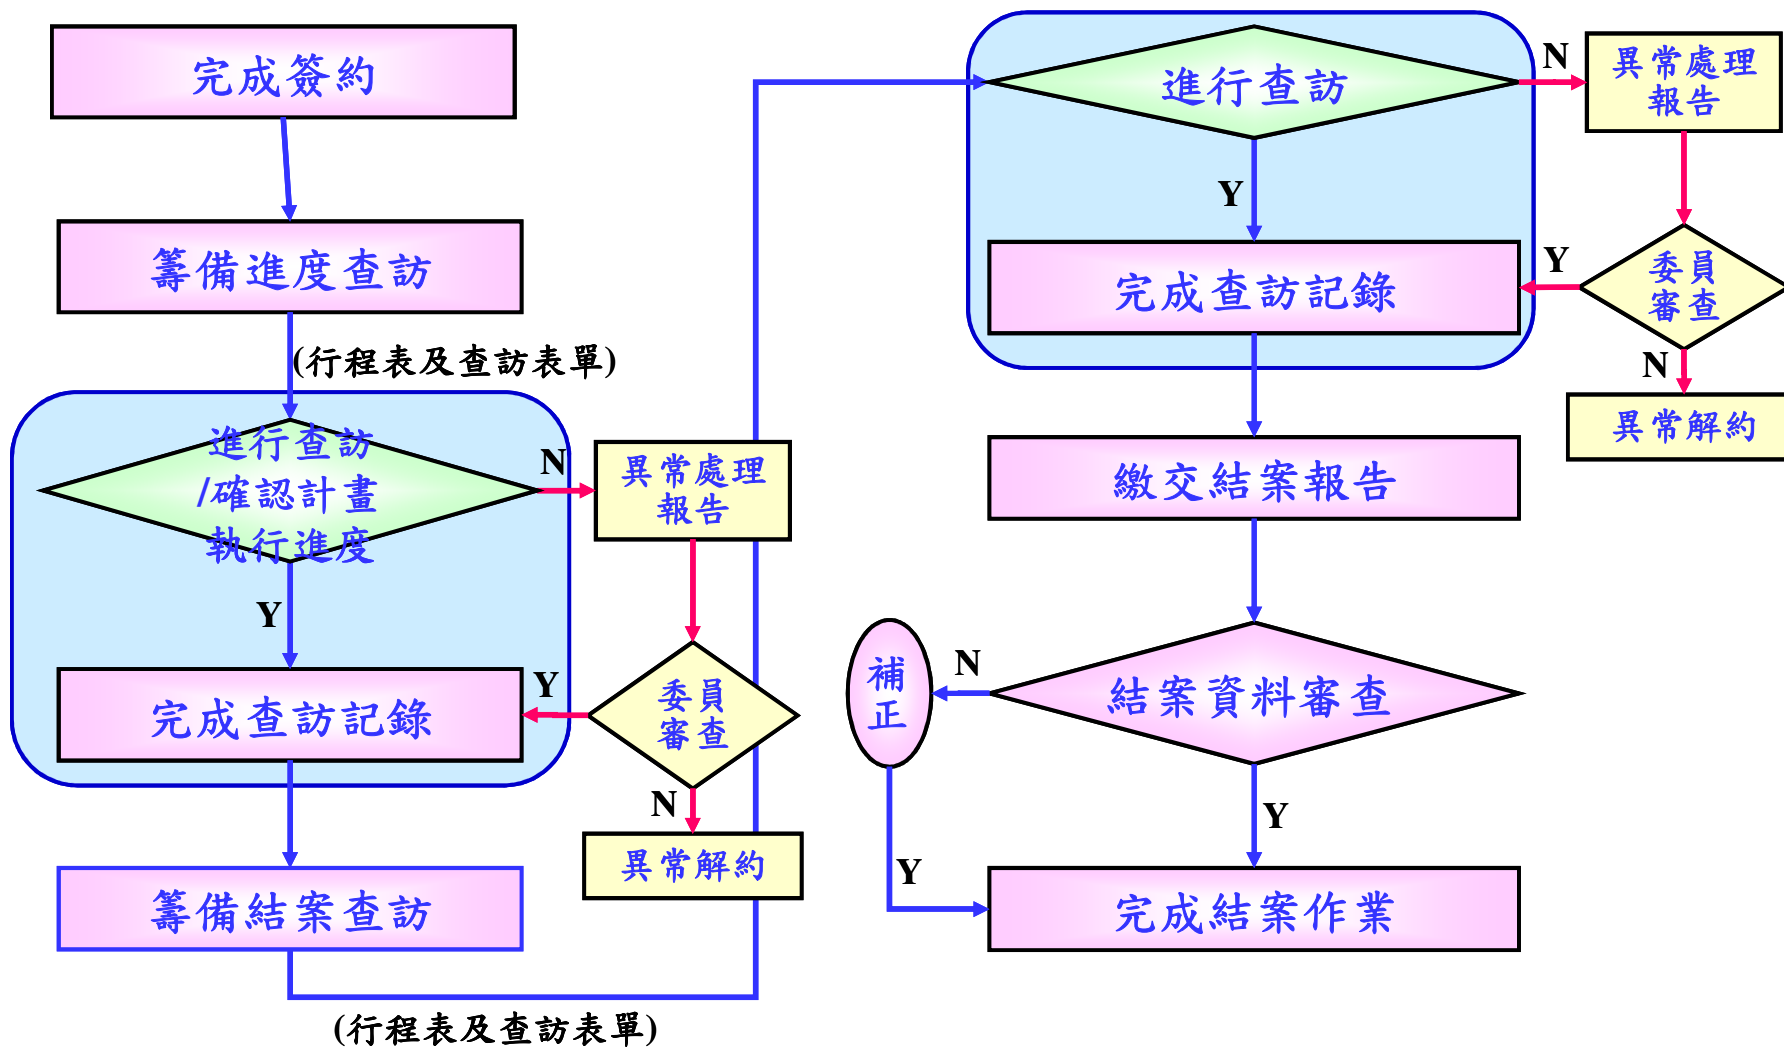 完成簽約
籌備進度查訪
(行程表及查訪表單)
進行查訪
/確認計畫
執行進度
N
異常處理
報告
Y
委員
審查
Y
完成查訪記錄
N
異常解約
籌備結案查訪
(行程表及查訪表單)
進行查訪
N
異常處理
報告
Y
完成查訪記錄
Y
委員
審查
N
異常解約
繳交結案報告
結案資料審查
N
補
正
Y
Y
完成結案作業